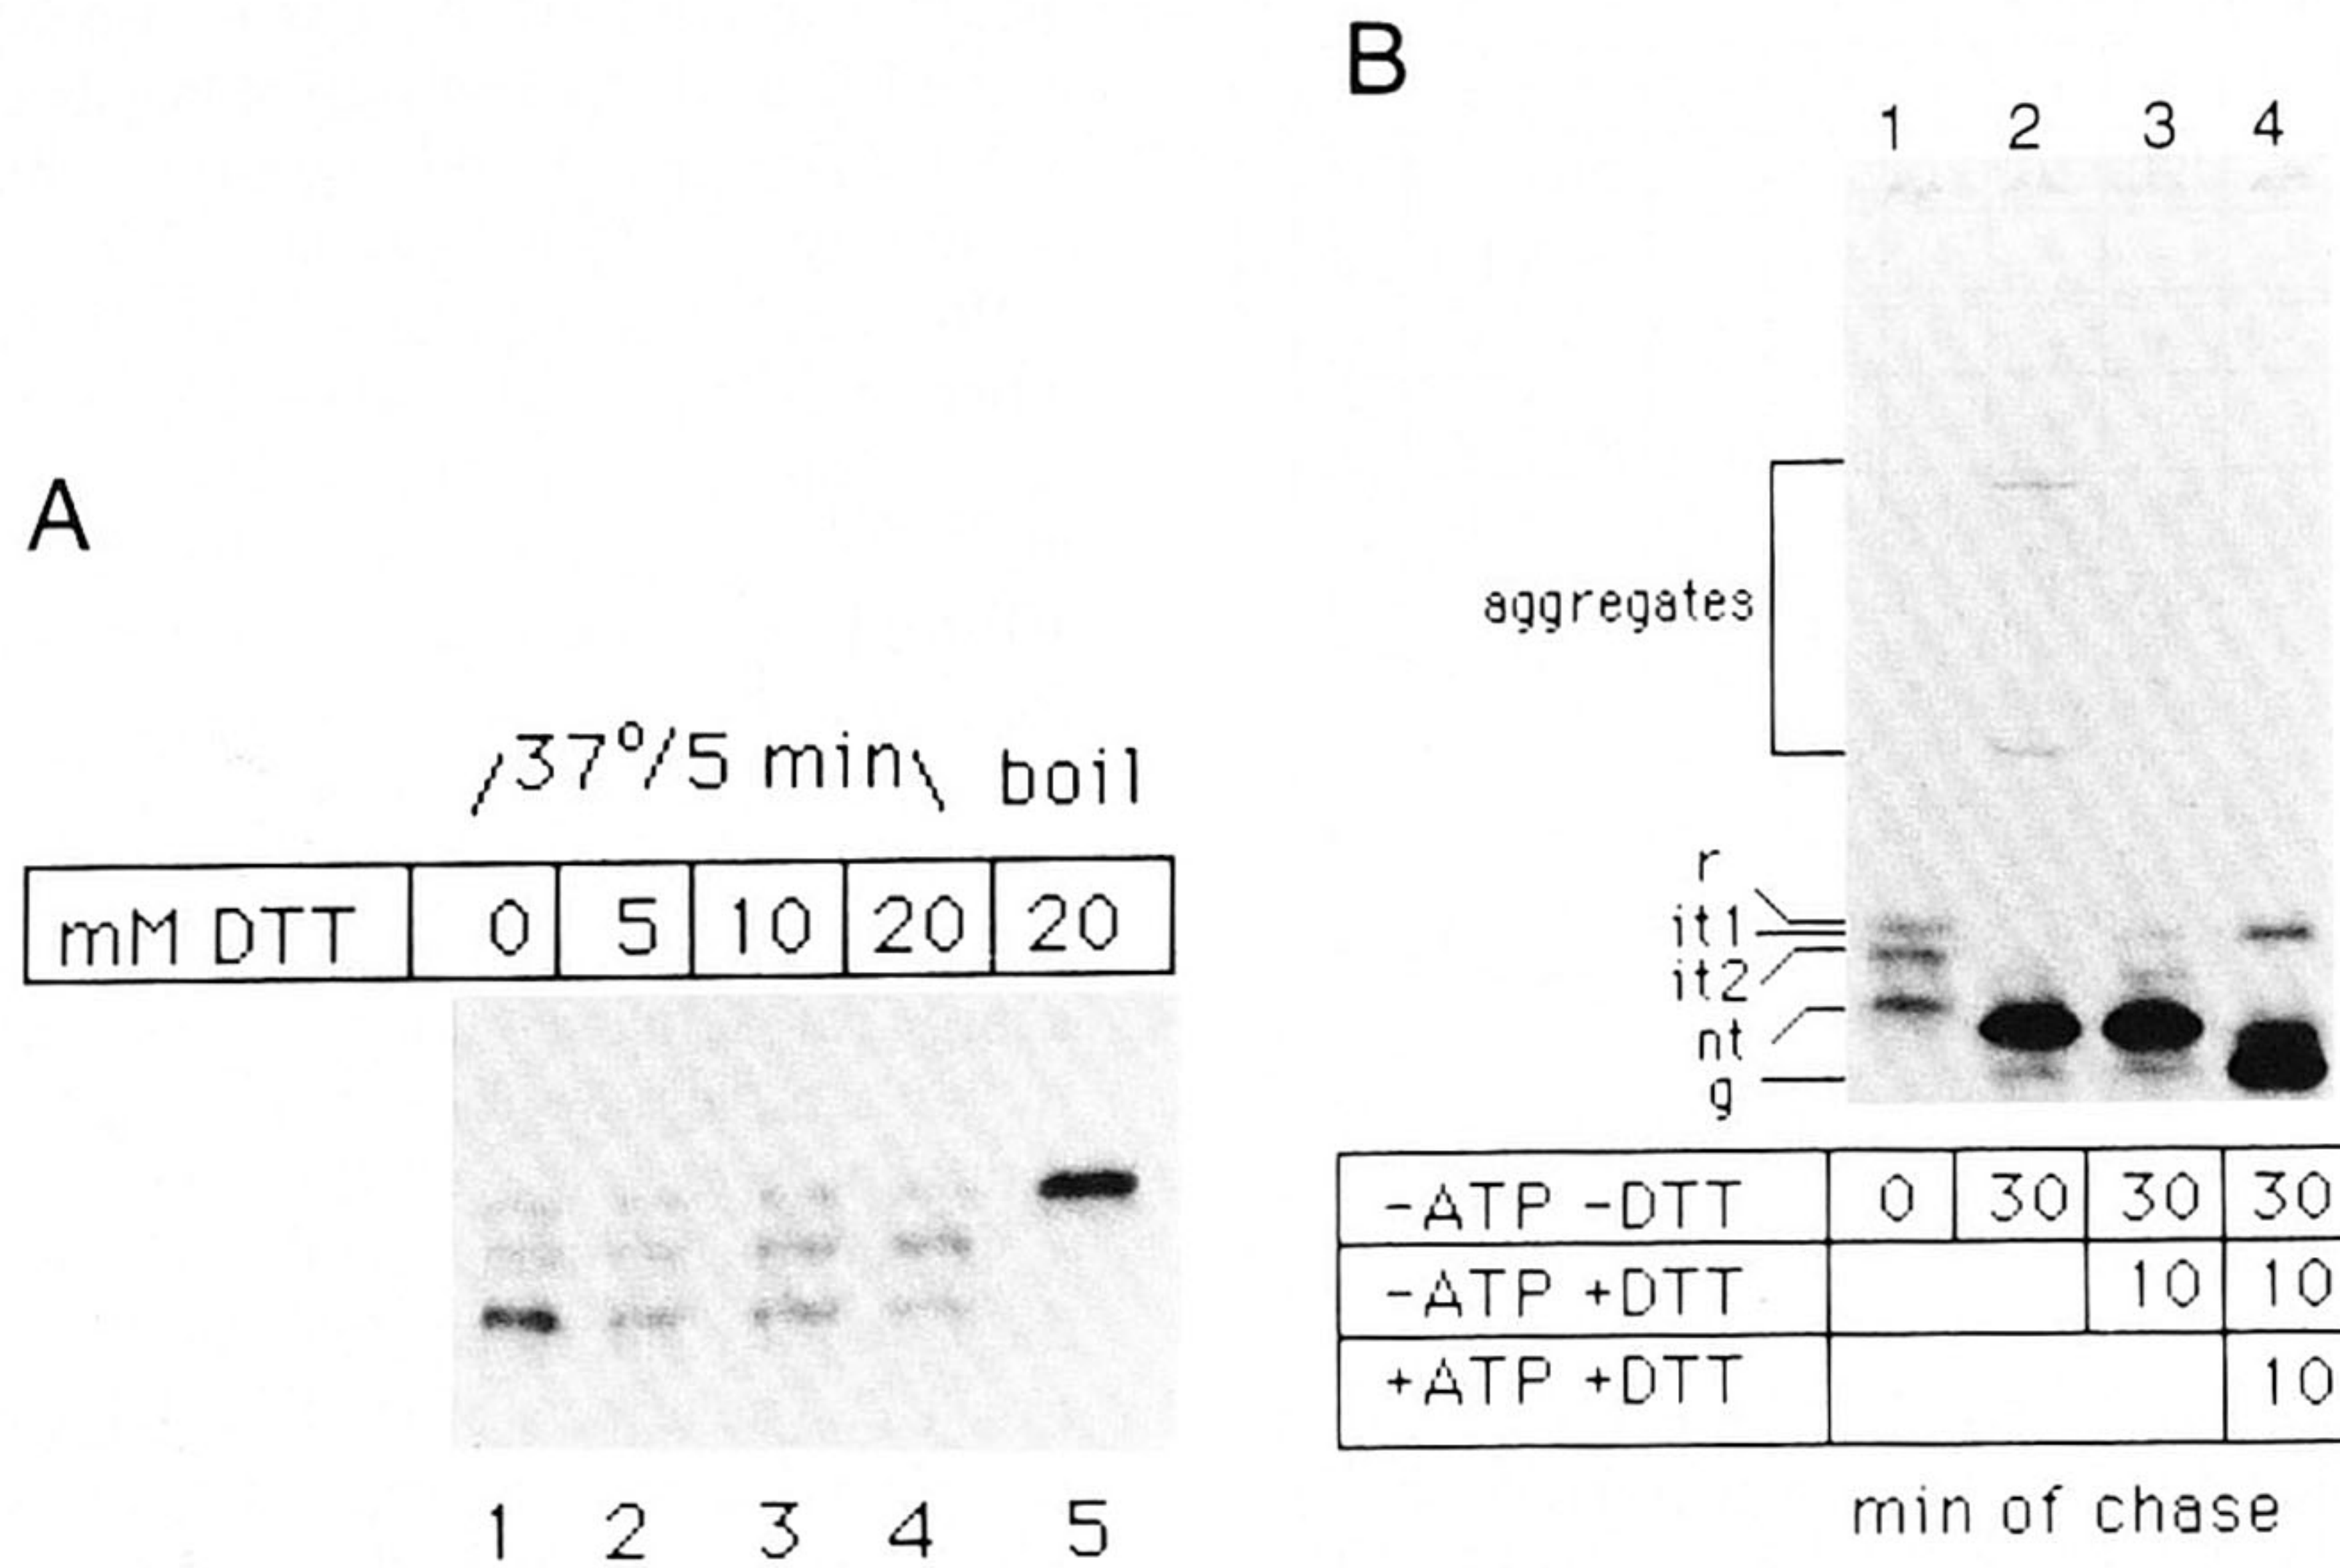 A
/37º/5 min\ boil
mM DTT 0 5 10 20 20
1 2 3 4 5
B
1 2 3 4
aggregates
r
it1
it2
nt
g
-ATP -DTT 0 30 30 30
-ATP +DTT 10 10
+ATP +DTT 10
min of chase